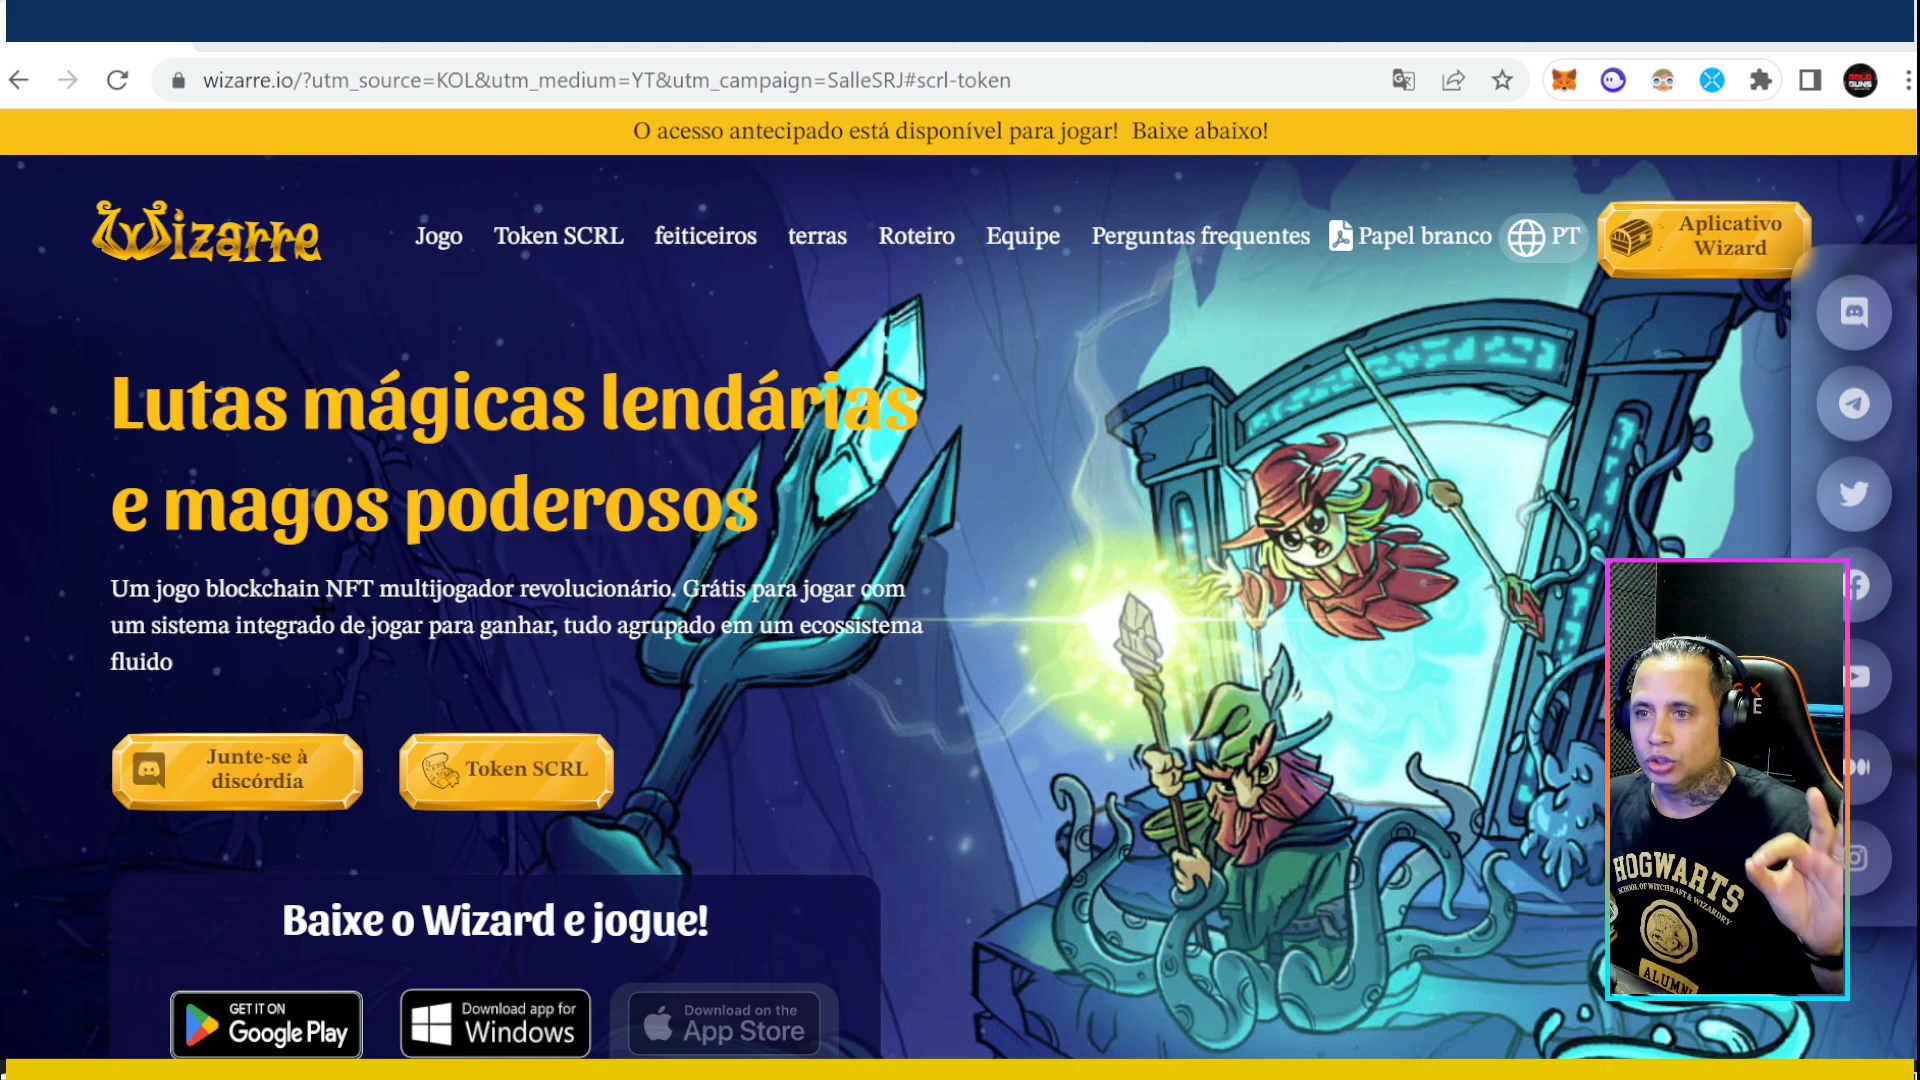 wizarre.io/?utm_source=KOL&utm_medium=YT&utm_campaign=SalleSRJ#scrl-token
O acesso antecipado está disponível para jogar! Baixe abaixo!
Wizarre
Jogo
Token SCRL
feiticeiros
terras
Roteiro
Equipe
Perguntas frequentes
Papel branco
PT
Aplicativo
Wizard
Lutas mágicas lendárias
e magos poderosos
Um jogo blockchain NFT multijogador revolucionário. Grátis para jogar com
um sistema integrado de jogar para ganhar, tudo agrupado em um ecossistema
fluido
Junte-se à
discórdia
Token SCRL
Baixe o Wizard e jogue!
GET IT ON
Google Play
Download app for
Windows
Download on the
App Store
HOGWARTS
SCHOOL OF WITCHCRAFT & WIZARDRY
ALUMNI